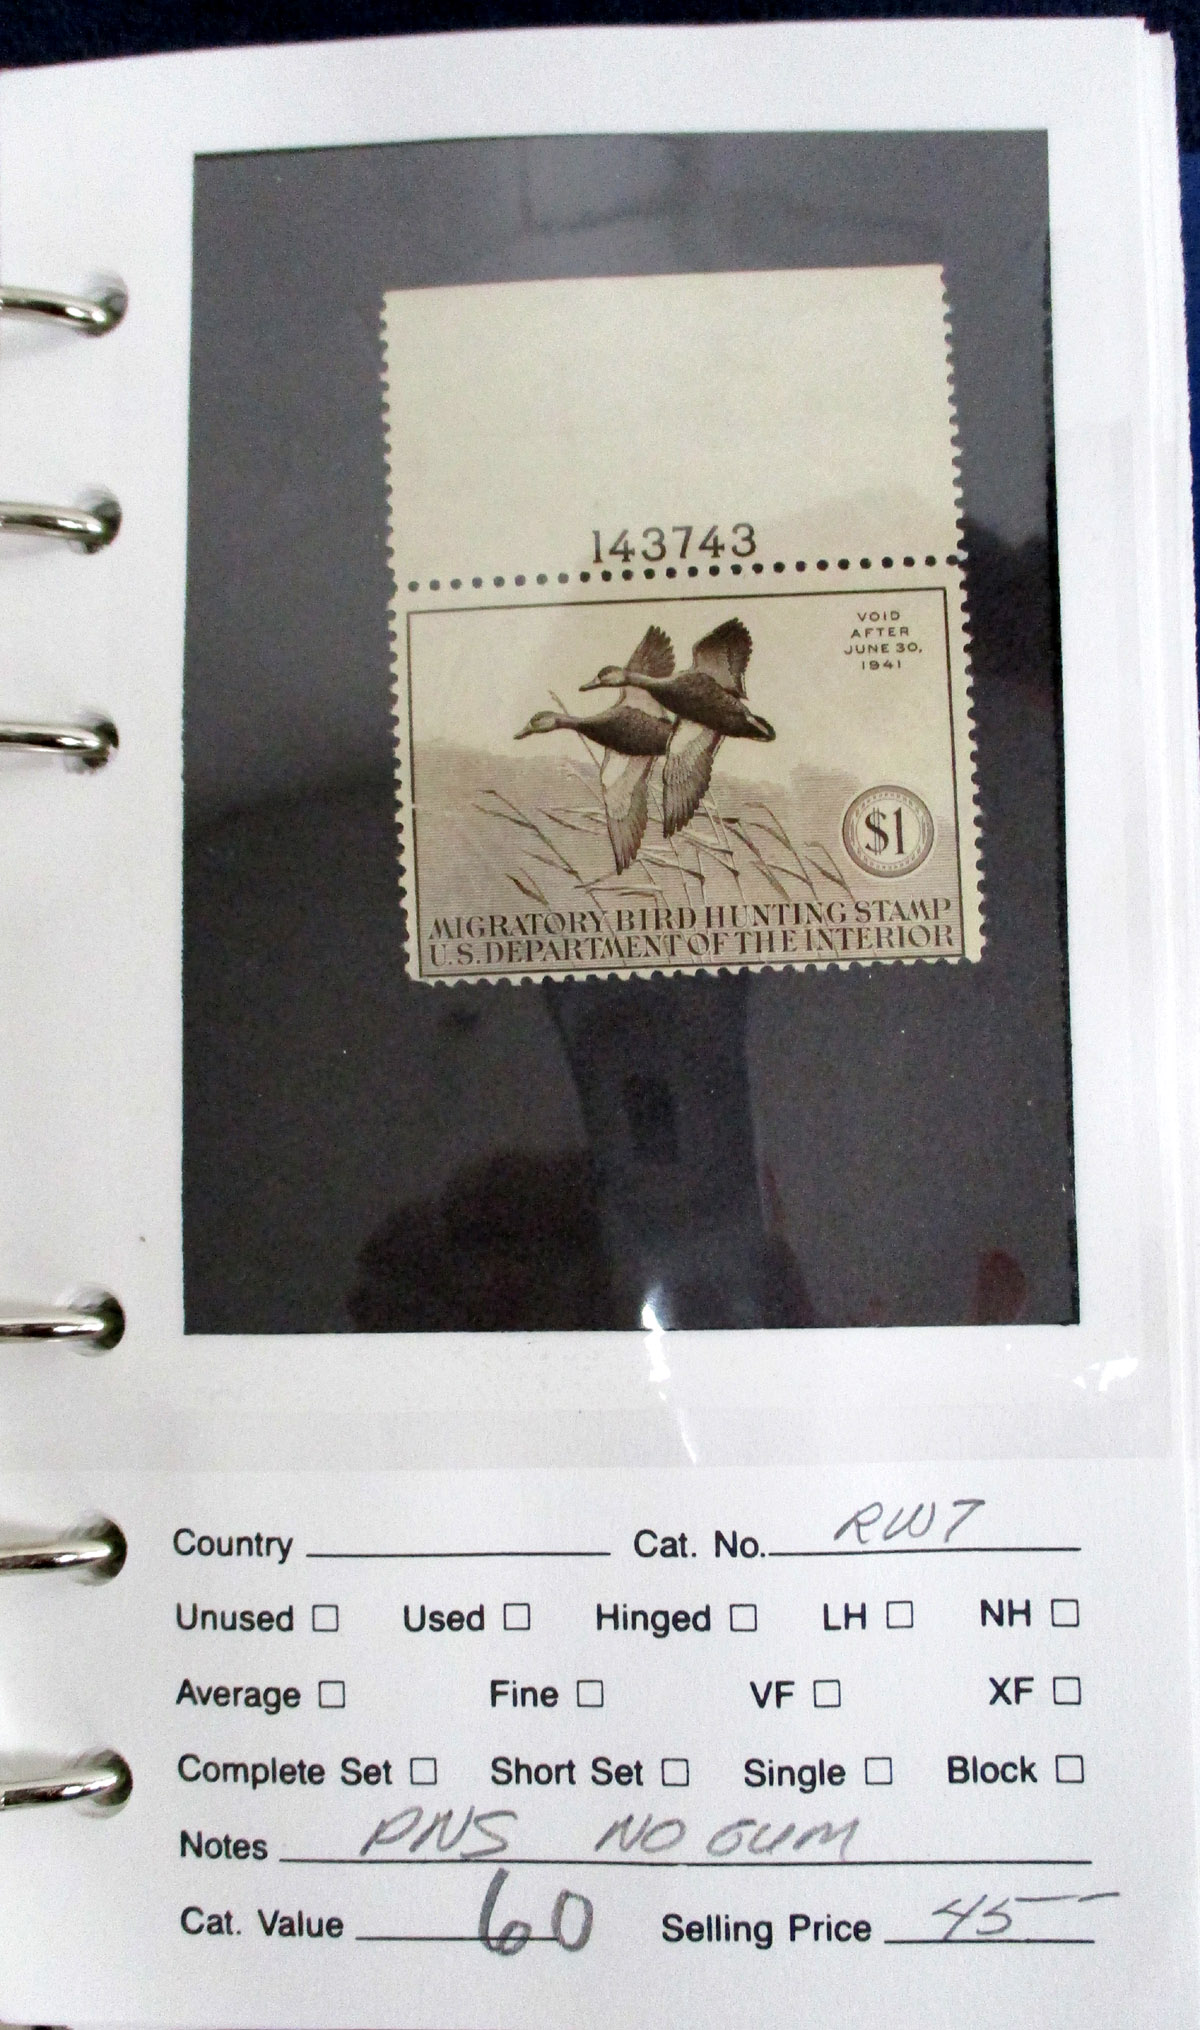 143743
VOID
AFTER
JUNE 30,
1941
$1
MIGRATORY BIRD HUNTING STAMP
U.S. DEPARTMENT OF THE INTERIOR
Country Cat. No. RW7
Unused Used Hinged LH NH
Average Fine VF XF
Complete Set Short Set Single Block
Notes PNS NO GUM
Cat. Value 60 Selling Price 45--